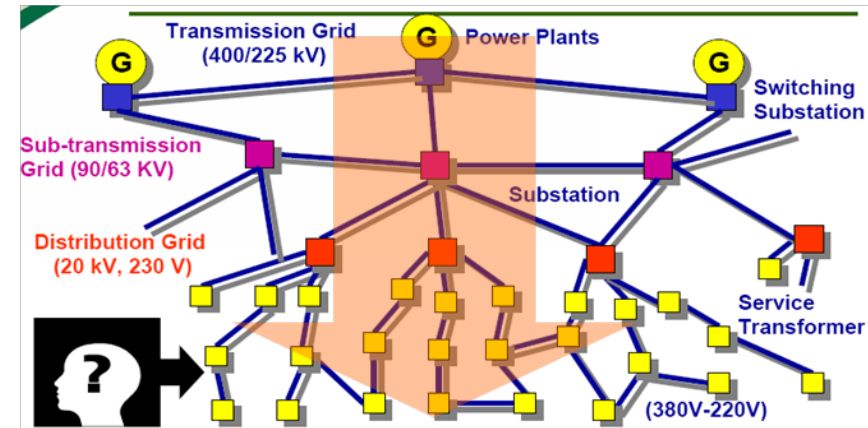 Transmission Grid
(400/225 kV)
G
Power Plants
G
G
Switching
Substation
Sub-transmission
Grid (90/63 KV)
Substation
Distribution Grid
(20 kV, 230 V)
Service
Transformer
?
(380V-220V)